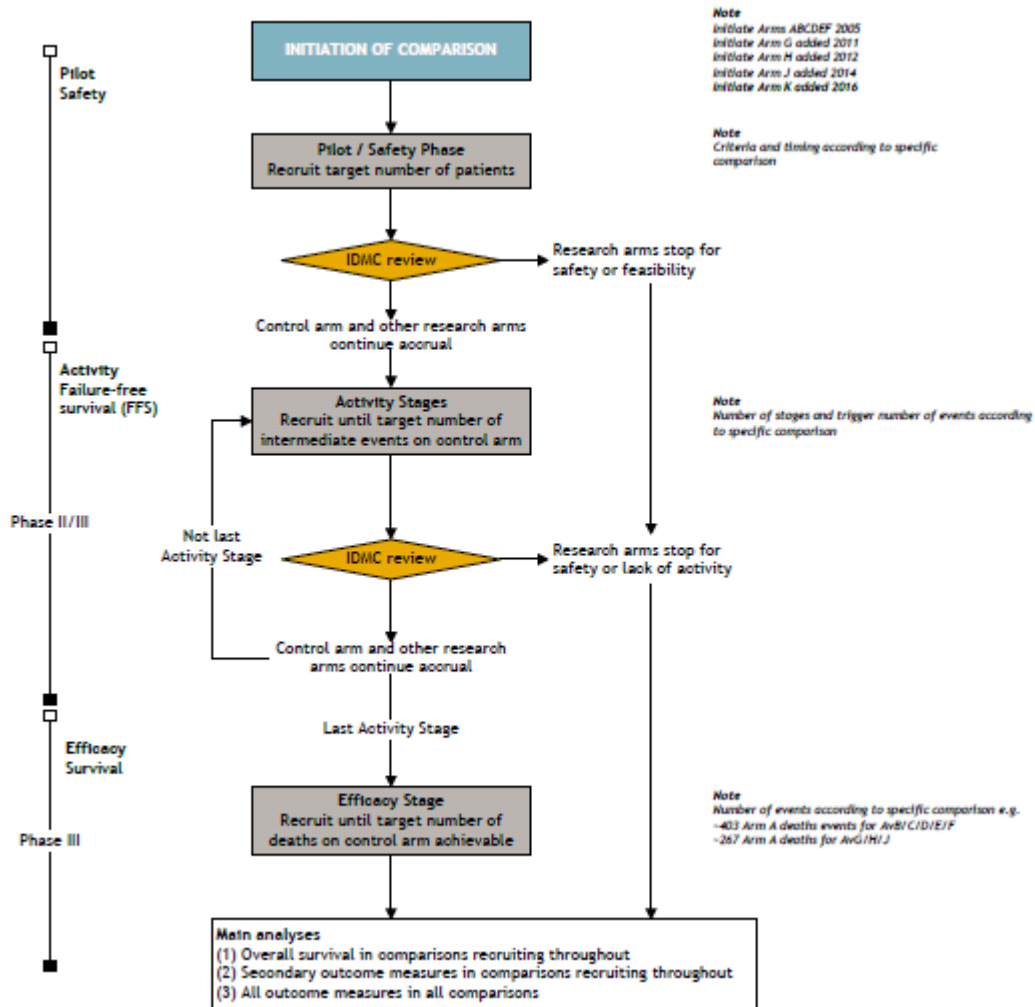 INITIATION OF COMPARISON
Note
Initiate Arms ABCDEF 2005
Initiate Arm G added 2011
Initiate Arm H added 2012
Initiate Arm J added 2014
Initiate Arm K added 2016
Pilot
Safety
Pilot / Safety Phase
Recruit target number of patients
Note
Criteria and timing according to specific
comparison
IDMC review
Research arms stop for
safety or feasibility
Control arm and other research arms
continue accrual
Activity
Failure-free
survival (FFS)
Activity Stages
Recruit until target number of
intermediate events on control arm
Note
Number of stages and trigger number of events according
to specific comparison
Phase II/III
Not last
Activity Stage
IDMC review
Research arms stop for
safety or lack of activity
Control arm and other research
arms continue accrual
Last Activity Stage
Efficacy
Survival
Phase III
Efficacy Stage
Recruit until target number of
deaths on control arm achievable
Note
Number of events according to specific comparison e.g.
~403 Arm A deaths events for AvB/C/D/E/F
~267 Arm A deaths for AvG/H/J
Main analyses
(1) Overall survival in comparisons recruiting throughout
(2) Secondary outcome measures in comparisons recruiting throughout
(3) All outcome measures in all comparisons